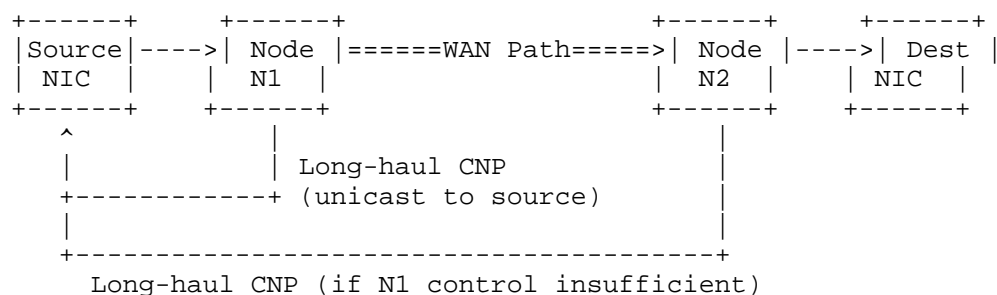 +------+     +------+                     +------+     +------+
|Source|---->| Node |======WAN Path=====>| Node |---->| Dest |
| NIC  |     |  N1  |                     |  N2  |     | NIC  |
+------+     +------+                     +------+     +------+
   ^            |                            |
   |            | Long-haul CNP              |
   +------------+ (unicast to source)        |
   |                                         |
   +-----------------------------------------+
     Long-haul CNP (if N1 control insufficient)